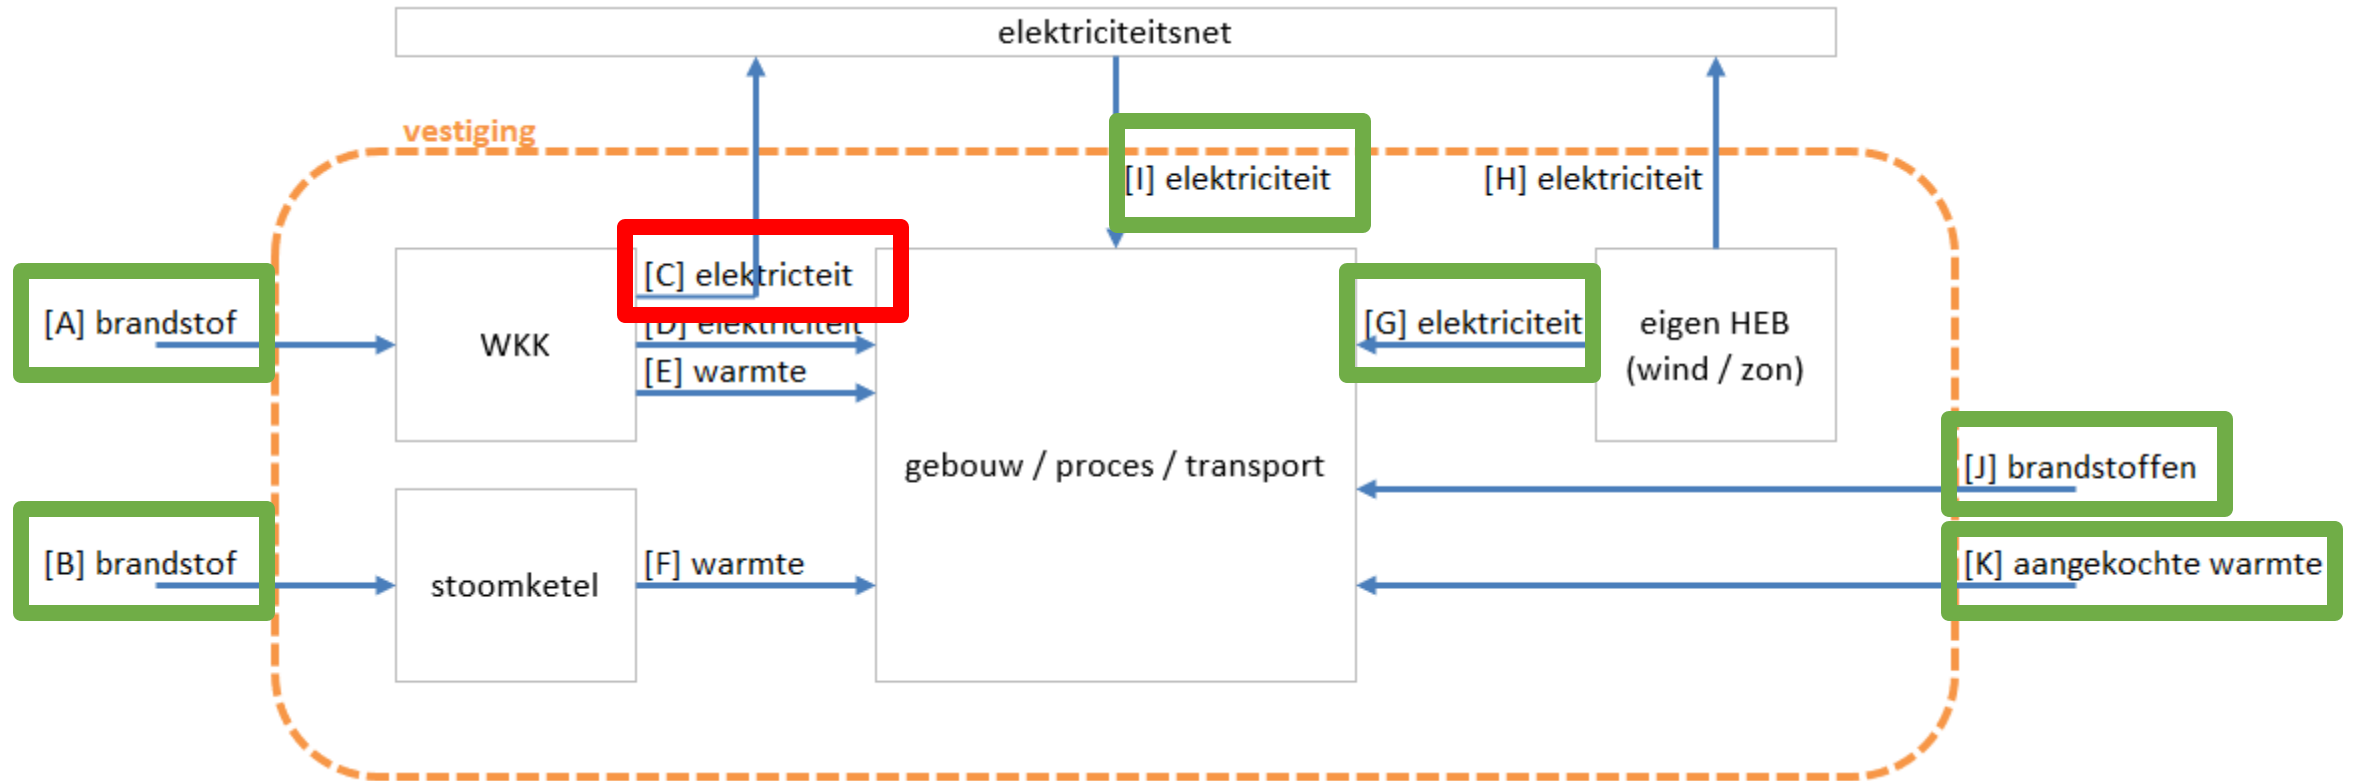 elektriciteitsnet
vestiging
[I] elektriciteit
[H] elektriciteit
[C] elektricteit
[A] brandstof
[D] elektriciteit
[G] elektriciteit
WKK
eigen HEB
(wind / zon)
[E] warmte
gebouw / proces / transport
[J] brandstoffen
[B] brandstof
stoomketel
[F] warmte
[K] aangekochte warmte